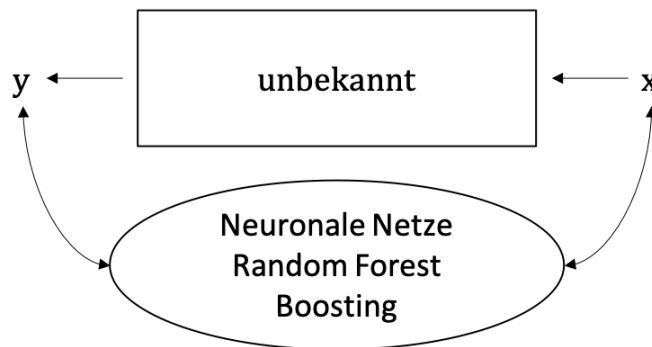 y
unbekannt
x
Neuronale Netze
Random Forest
Boosting